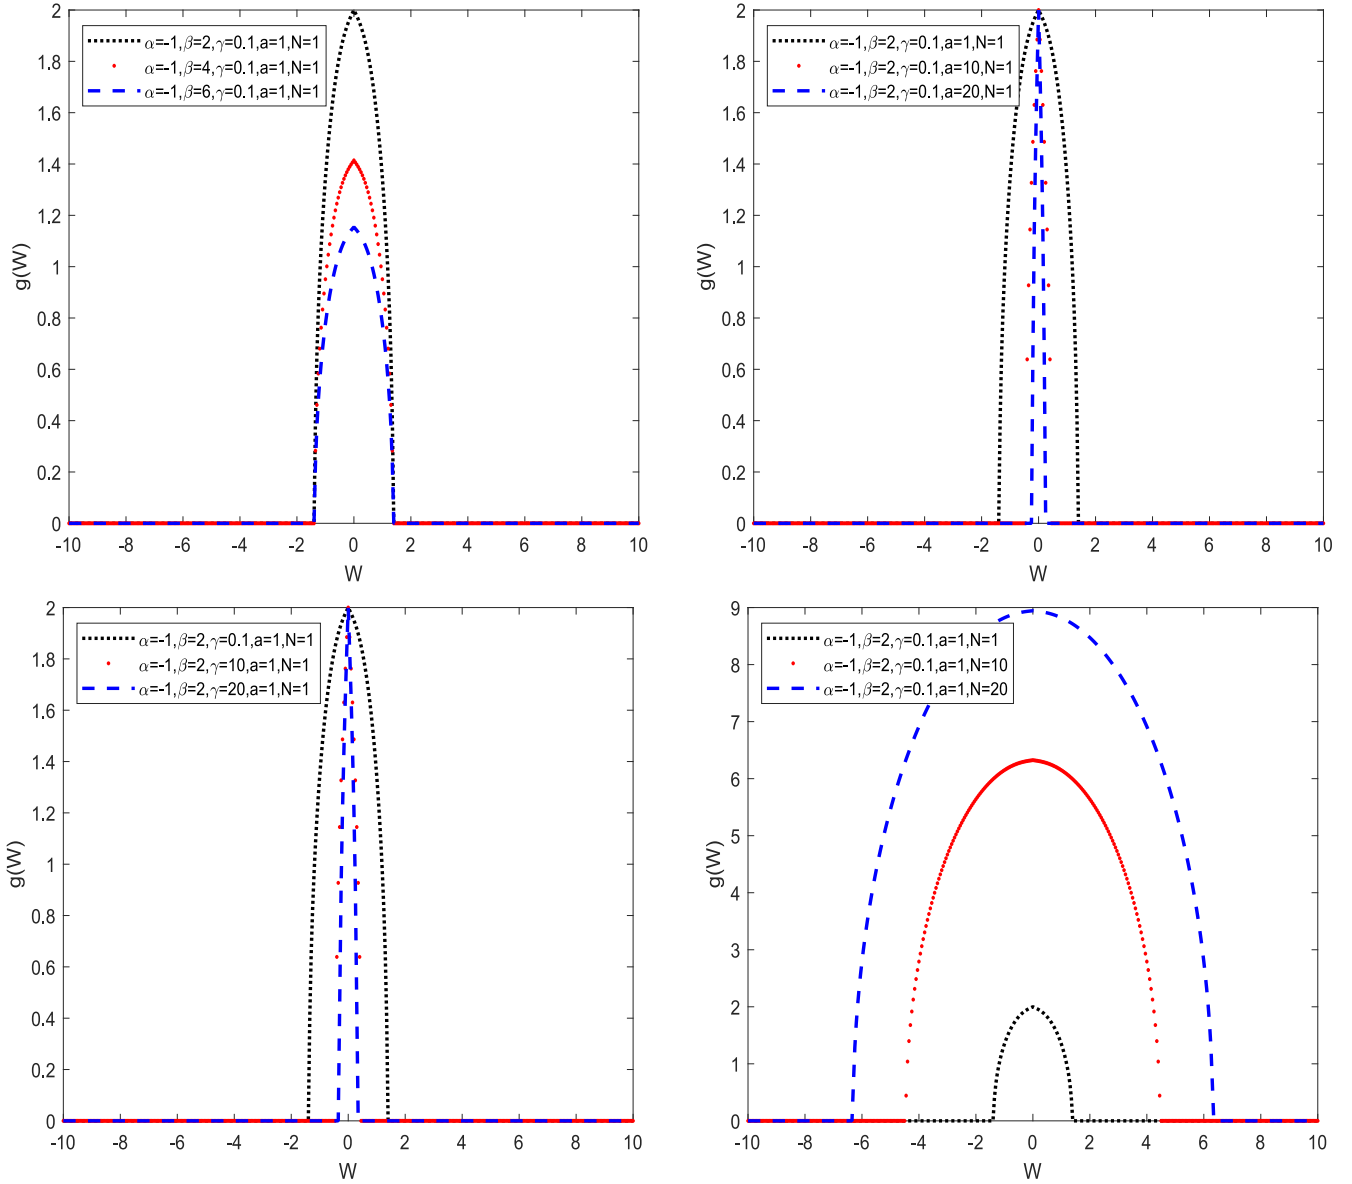 2
1.8
1.6
1.4
1.2
1
0.8
0.6
0.4
0.2
0
g(W)
α=-1,β=2,γ=0.1,a=1,N=1
α=-1,β=4,γ=0.1,a=1,N=1
α=-1,β=6,γ=0.1,a=1,N=1
-10 -8 -6 -4 -2 0 2 4 6 8 10
W
2
1.8
1.6
1.4
1.2
1
0.8
0.6
0.4
0.2
0
g(W)
α=-1,β=2,γ=0.1,a=1,N=1
α=-1,β=2,γ=0.1,a=10,N=1
α=-1,β=2,γ=0.1,a=20,N=1
-10 -8 -6 -4 -2 0 2 4 6 8 10
W
2
1.8
1.6
1.4
1.2
1
0.8
0.6
0.4
0.2
0
g(W)
α=-1,β=2,γ=0.1,a=1,N=1
α=-1,β=2,γ=10,a=1,N=1
α=-1,β=2,γ=20,a=1,N=1
-10 -8 -6 -4 -2 0 2 4 6 8 10
W
9
8
7
6
5
4
3
2
1
0
g(W)
α=-1,β=2,γ=0.1,a=1,N=1
α=-1,β=2,γ=0.1,a=1,N=10
α=-1,β=2,γ=0.1,a=1,N=20
-10 -8 -6 -4 -2 0 2 4 6 8 10
W